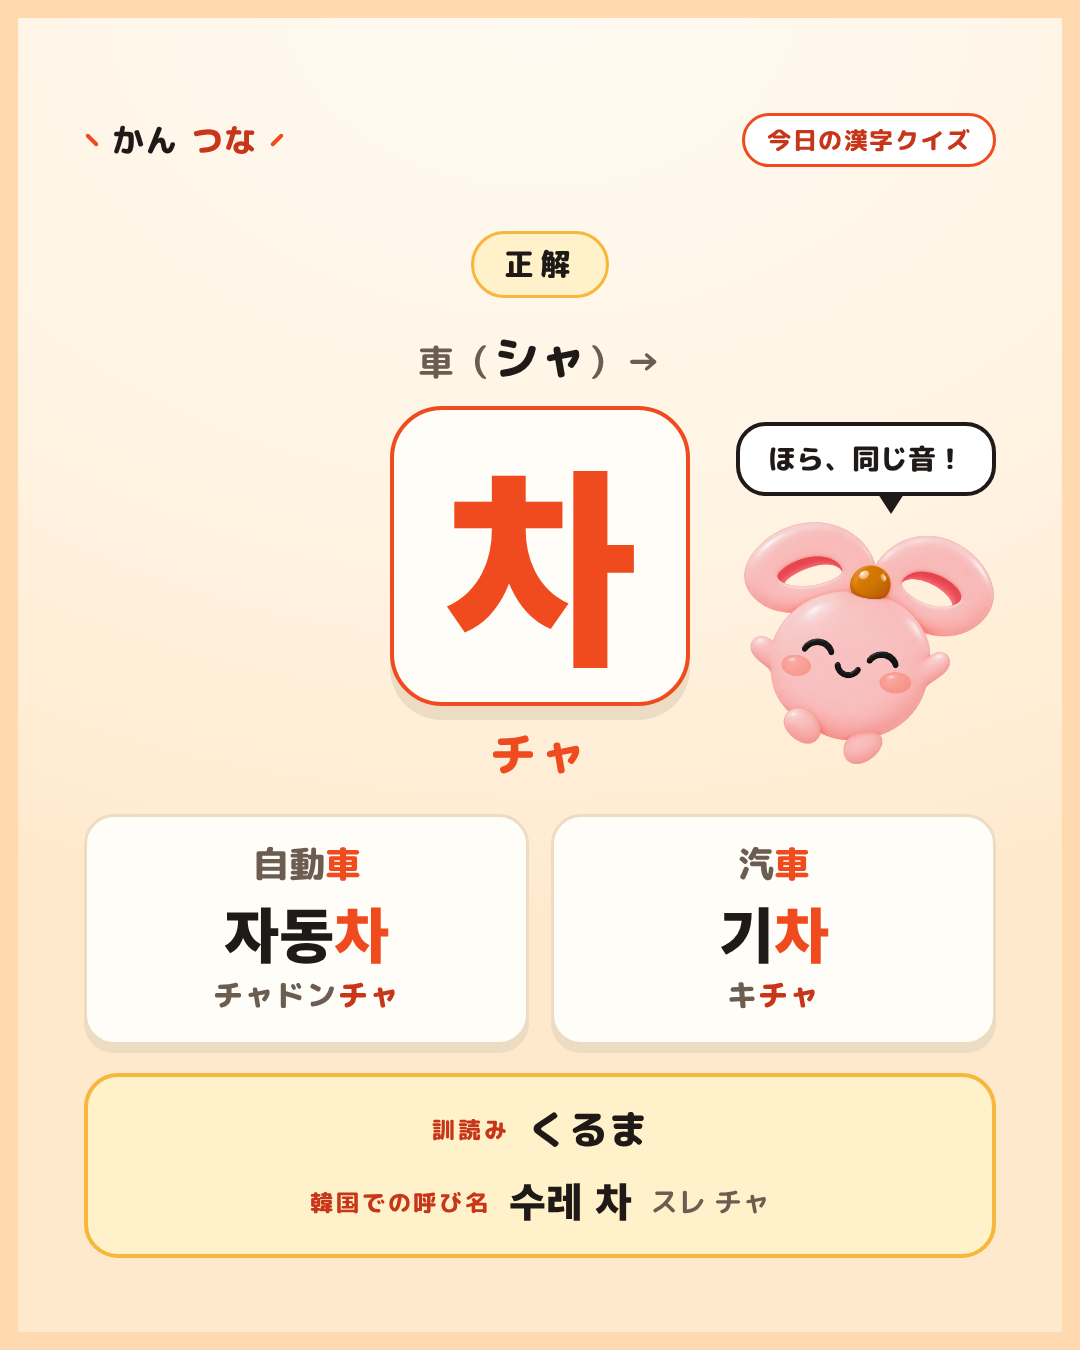 かん つな
今日の漢字クイズ
正解
車（シャ）→
차
ほら、同じ音！
チャ
自動車
자동차
チャドンチャ
汽車
기차
キチャ
訓読み くるま
韓国での呼び名 수레 차 スレ チャ